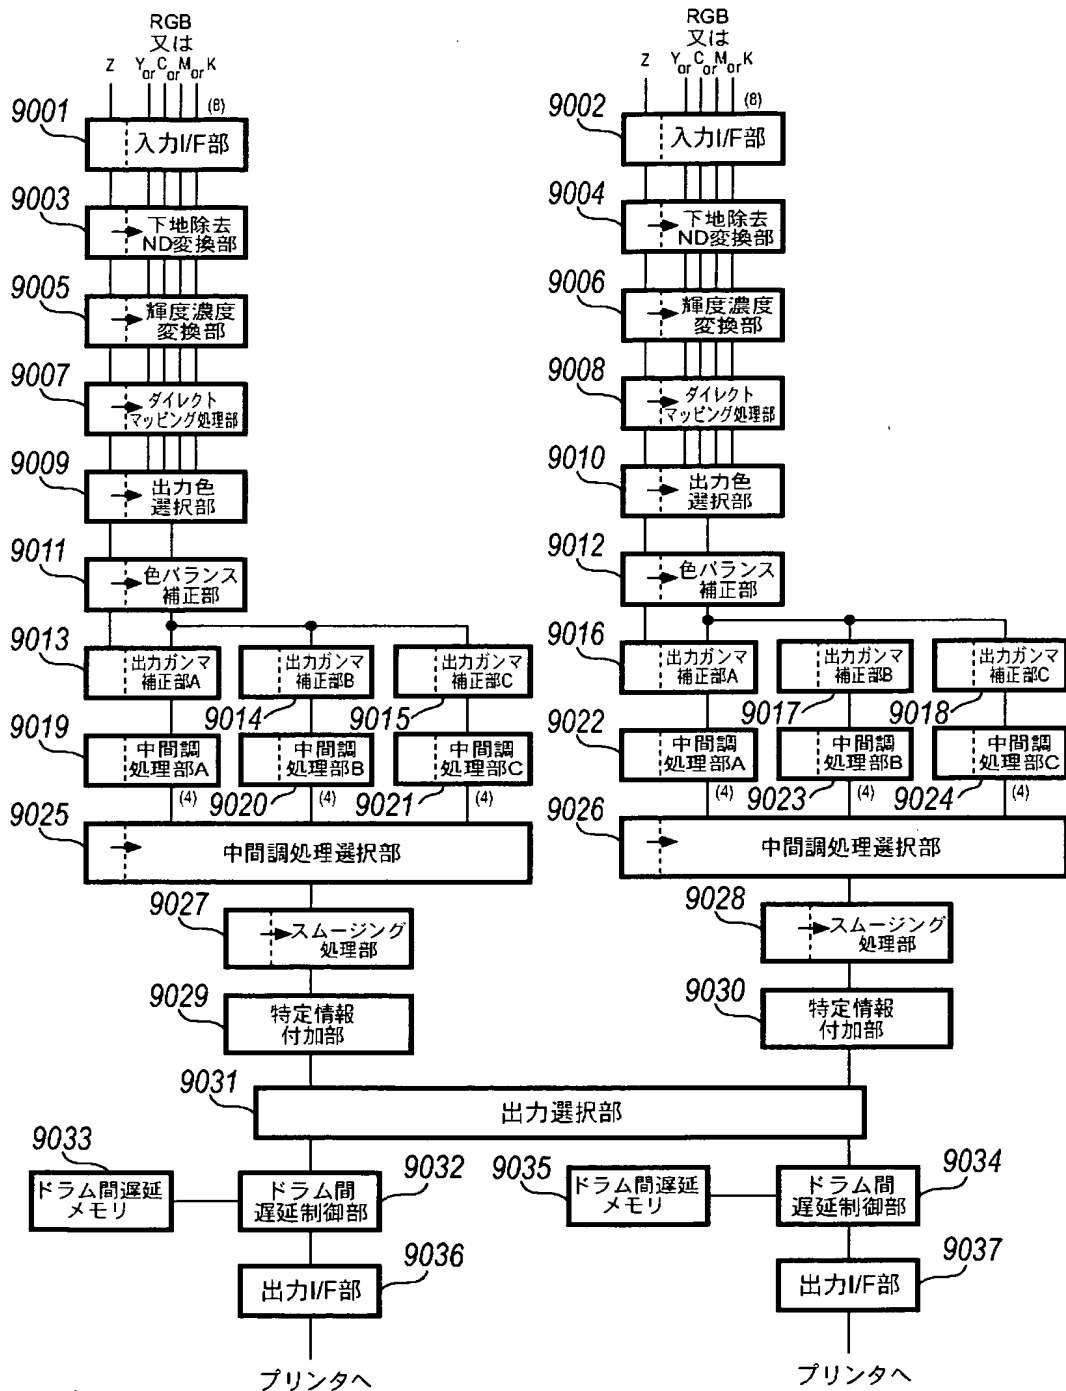 RGB
又は
Z Y or C or M or K
(8)
9001
入力I/F部
9003
下地除去
ND変換部
9005
輝度濃度
変換部
9007
ダイレクト
マッピング処理部
9009
出力色
選択部
9011
色バランス
補正部
9013
出力ガンマ
補正部A
出力ガンマ
補正部B
出力ガンマ
補正部C
9014
9015
9019
中間調
処理部A
中間調
処理部B
中間調
処理部C
(4)
9020
(4)
9021
(4)
9025
中間調処理選択部
9027
スムージング
処理部
9029
特定情報
付加部
RGB
又は
Z Y or C or M or K
(8)
9002
入力I/F部
9004
下地除去
ND変換部
9006
輝度濃度
変換部
9008
ダイレクト
マッピング処理部
9010
出力色
選択部
9012
色バランス
補正部
9016
出力ガンマ
補正部A
出力ガンマ
補正部B
出力ガンマ
補正部C
9017
9018
9022
中間調
処理部A
中間調
処理部B
中間調
処理部C
(4)
9023
(4)
9024
(4)
9026
中間調処理選択部
9028
スムージング
処理部
9030
特定情報
付加部
9031
出力選択部
9033
ドラム間遅延
メモリ
9032
ドラム間
遅延制御部
9035
ドラム間遅延
メモリ
9034
ドラム間
遅延制御部
9036
出力I/F部
9037
出力I/F部
プリンタへ
プリンタへ